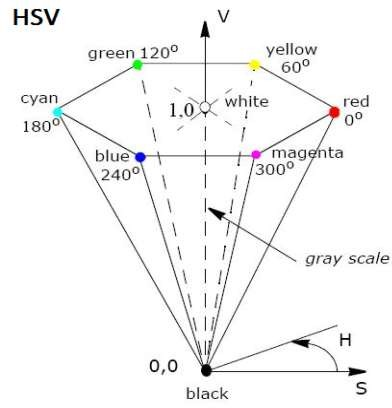 HSV
V
green 120°
yellow
60°
cyan
180°
1,0
white
red
0°
blue
240°
magenta
300°
gray scale
H
0,0
S
black